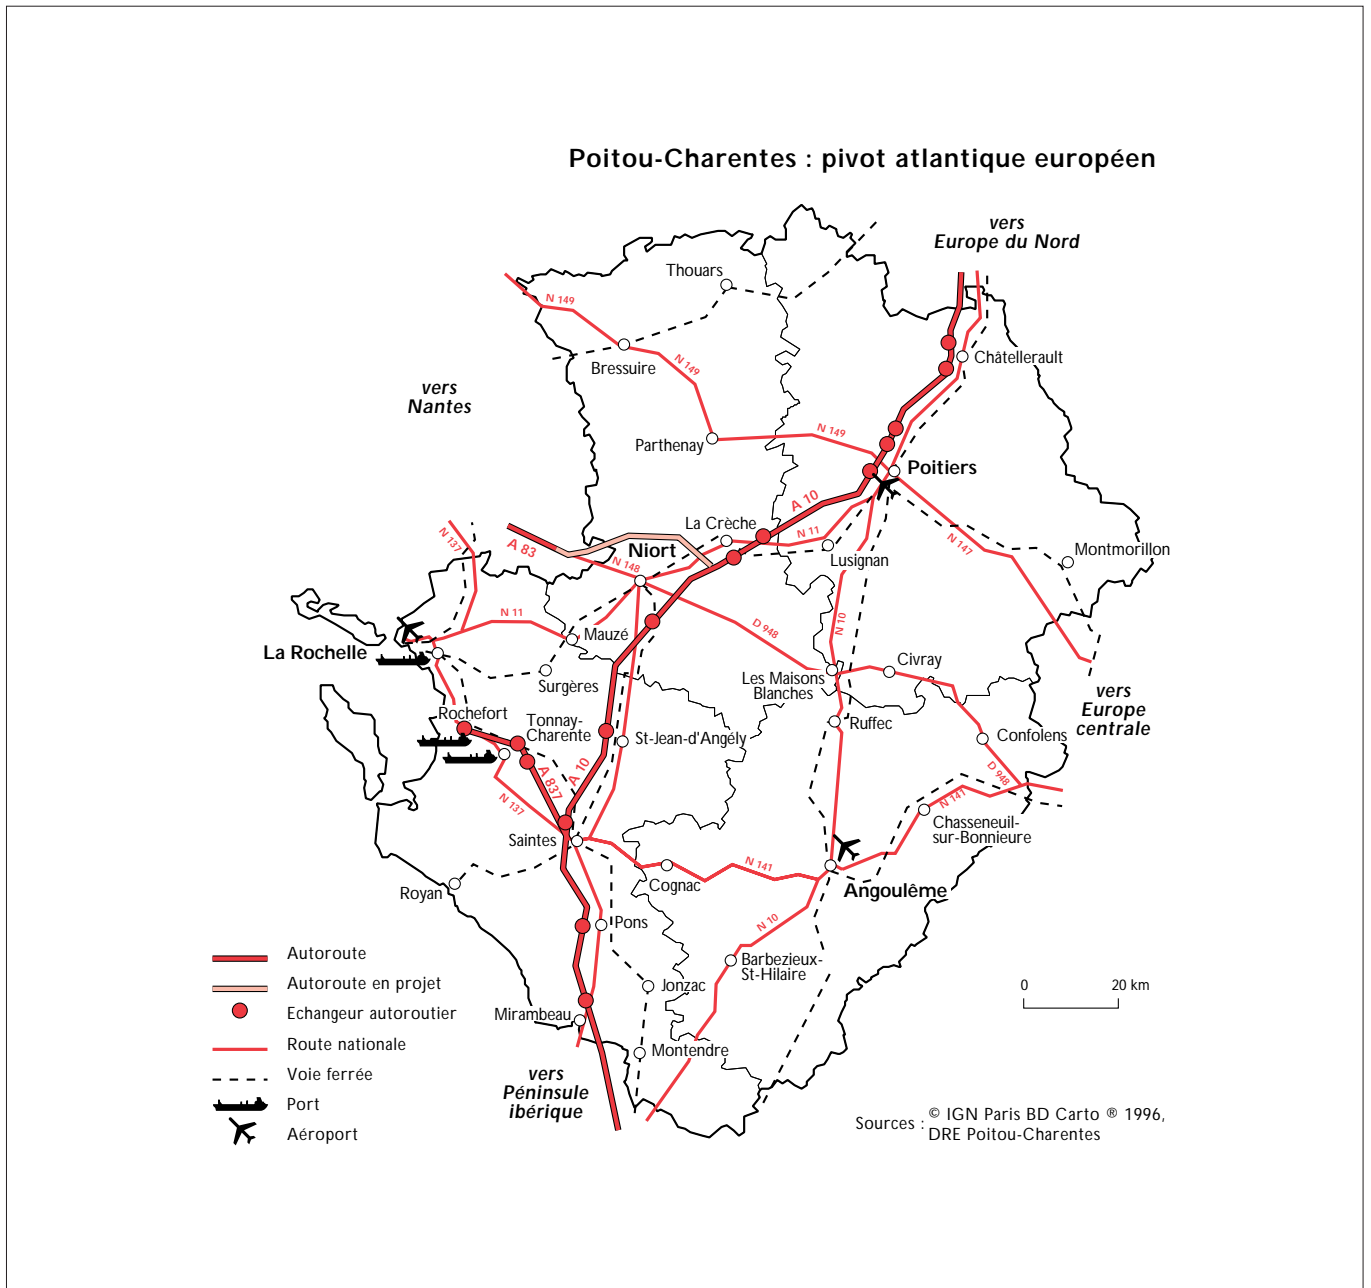 Poitou-Charentes : pivot atlantique européen
vers
Europe du Nord
Thouars
N 149
Châtellerault
Bressuire
N 149
vers
Nantes
Parthenay
N 149
Poitiers
A 10
La Crèche
N 11
N 137
A 83
Niort
N 148
Lusignan
N 147
Montmorillon
N 11
D 948
N 10
Mauzé
La Rochelle
Surgères
Les Maisons
Blanches
Civray
vers
Europe
centrale
Rochefort
Tonnay-
Charente
St-Jean-d'Angély
Ruffec
Confolens
A 10
A 837
D 948
N 137
N 141
Saintes
Chasseneuil-
sur-Bonnieure
N 141
Cognac
Royan
Angoulême
Pons
N 10
Barbezieux-
St-Hilaire
Jonzac
Mirambeau
Montendre
vers
Péninsule
ibérique
Autoroute
Autoroute en projet
Echangeur autoroutier
Route nationale
Voie ferrée
Port
Aéroport
0 20 km
Sources : © IGN Paris BD Carto ® 1996,
DRE Poitou-Charentes